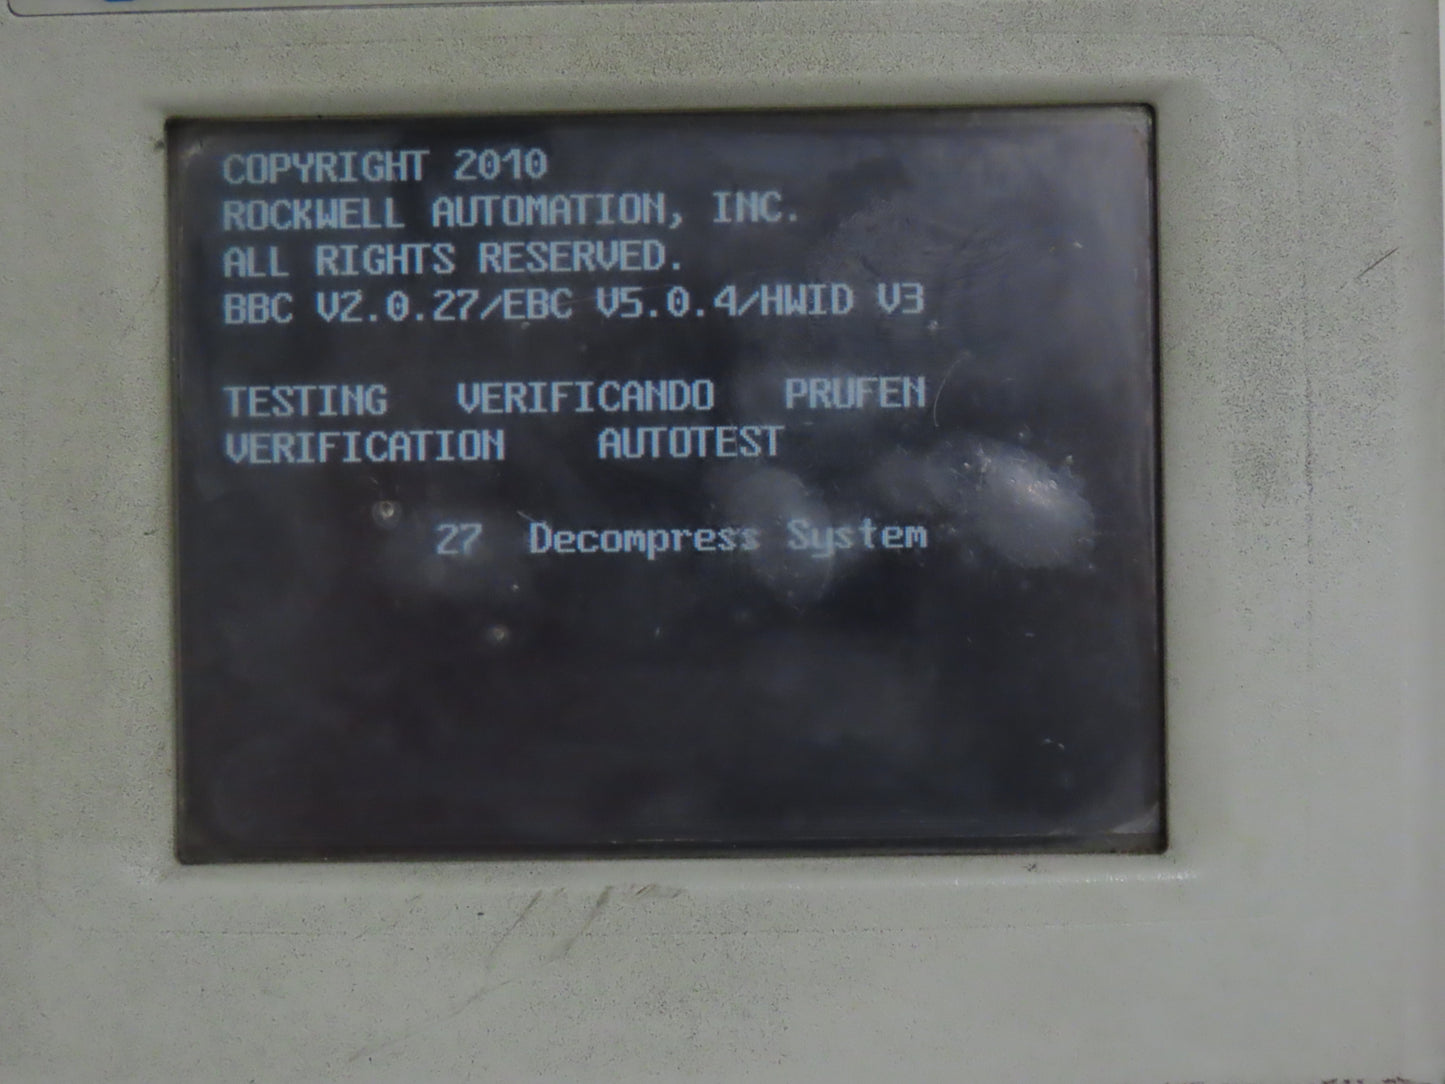 COPYRIGHT 2010
ROCKWELL AUTOMATION, INC.
ALL RIGHTS RESERVED.
BBC V2.0.27/EBC V5.0.4/HWID V3
TESTING VERIFICANDO PRUFEN
VERIFICATION AUTOTEST
27 Decompress System